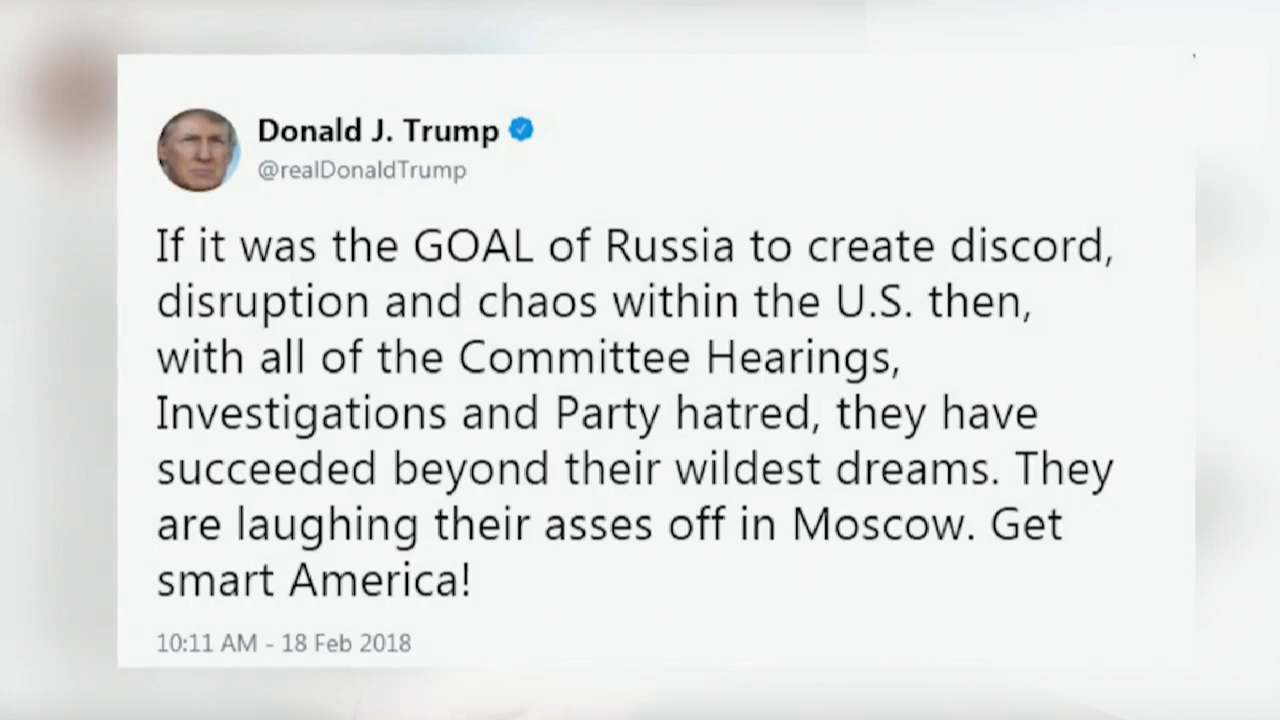 Donald J. Trump
@realDonaldTrump
If it was the GOAL of Russia to create discord,
disruption and chaos within the U.S. then,
with all of the Committee Hearings,
Investigations and Party hatred, they have
succeeded beyond their wildest dreams. They
are laughing their asses off in Moscow. Get
smart America!
10:11 AM - 18 Feb 2018